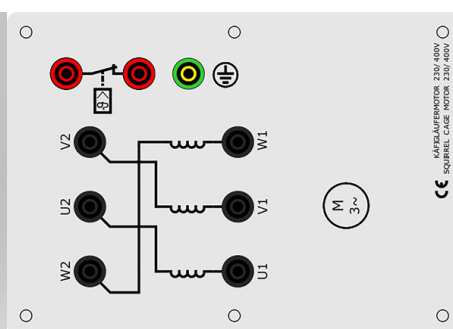 KÄFIGLÄUFERMOTOR 230/400V
SQUIRREL CAGE MOTOR 230/400V
CE
ϑ
V2
W1
U2
V1
W2
U1
M
3~